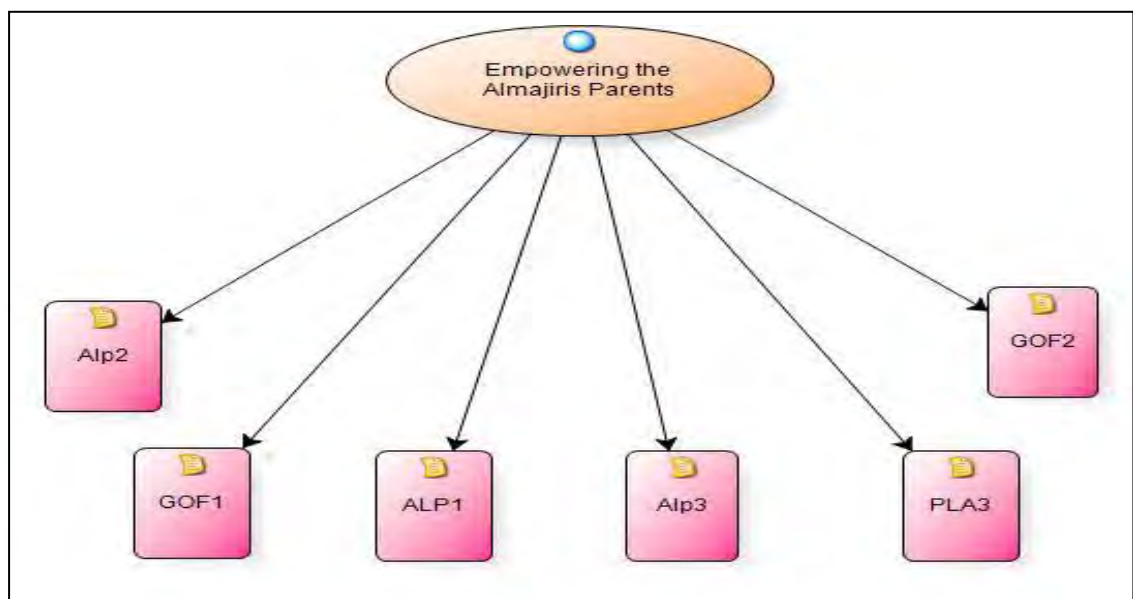 Empowering the
Almajiris Parents
Alp2
GOF2
GOF1
ALP1
Alp3
PLA3